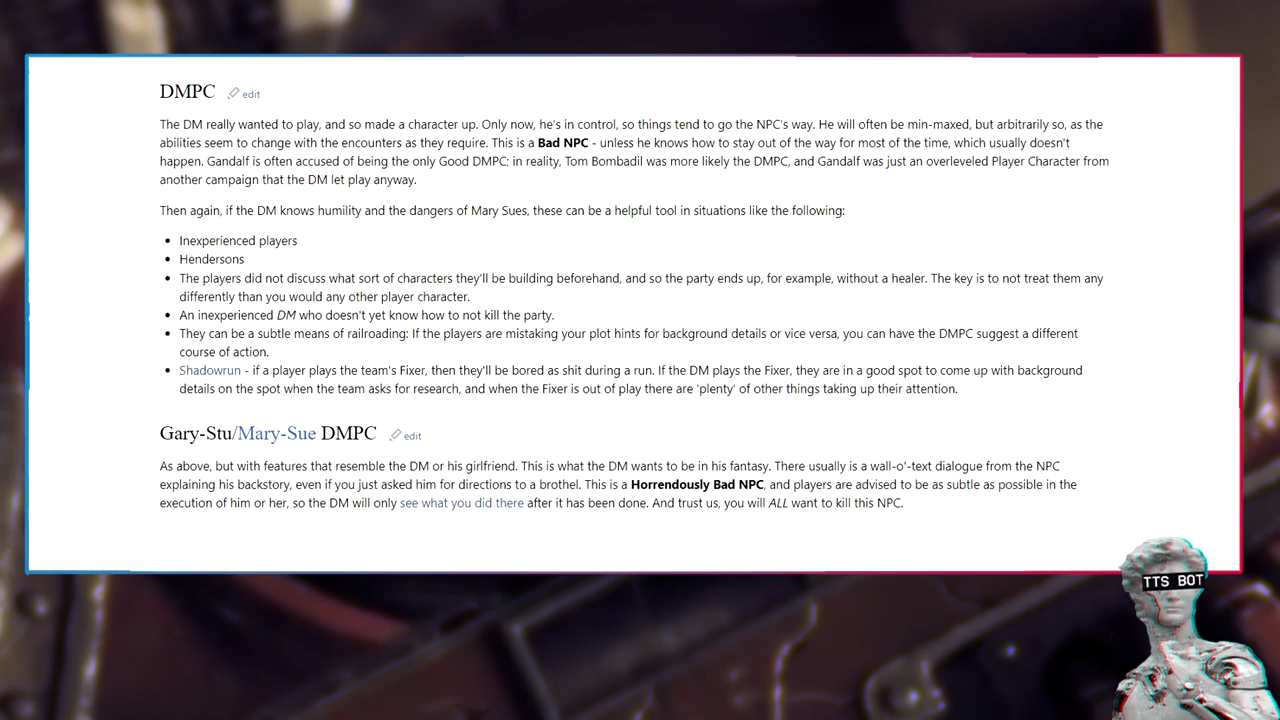 DMPC edit
The DM really wanted to play, and so made a character up. Only now, he's in control, so things tend to go the NPC's way. He will often be min-maxed, but arbitrarily so, as the
abilities seem to change with the encounters as they require. This is a Bad NPC - unless he knows how to stay out of the way for most of the time, which usually doesn't
happen. Gandalf is often accused of being the only Good DMPC; in reality, Tom Bombadil was more likely the DMPC, and Gandalf was just an overleveled Player Character from
another campaign that the DM let play anyway.
Then again, if the DM knows humility and the dangers of Mary Sues, these can be a helpful tool in situations like the following:
• Inexperienced players
• Hendersons
• The players did not discuss what sort of characters they'll be building beforehand, and so the party ends up, for example, without a healer. The key is to not treat them any
differently than you would any other player character.
• An inexperienced DM who doesn't yet know how to not kill the party.
• They can be a subtle means of railroading: If the players are mistaking your plot hints for background details or vice versa, you can have the DMPC suggest a different
course of action.
• Shadowrun - if a player plays the team's Fixer, then they'll be bored as shit during a run. If the DM plays the Fixer, they are in a good spot to come up with background
details on the spot when the team asks for research, and when the Fixer is out of play there are 'plenty' of other things taking up their attention.
Gary-Stu/Mary-Sue DMPC edit
As above, but with features that resemble the DM or his girlfriend. This is what the DM wants to be in his fantasy. There usually is a wall-o'-text dialogue from the NPC
explaining his backstory, even if you just asked him for directions to a brothel. This is a Horrendously Bad NPC, and players are advised to be as subtle as possible in the
execution of him or her, so the DM will only see what you did there after it has been done. And trust us, you will ALL want to kill this NPC.
TTS BOT